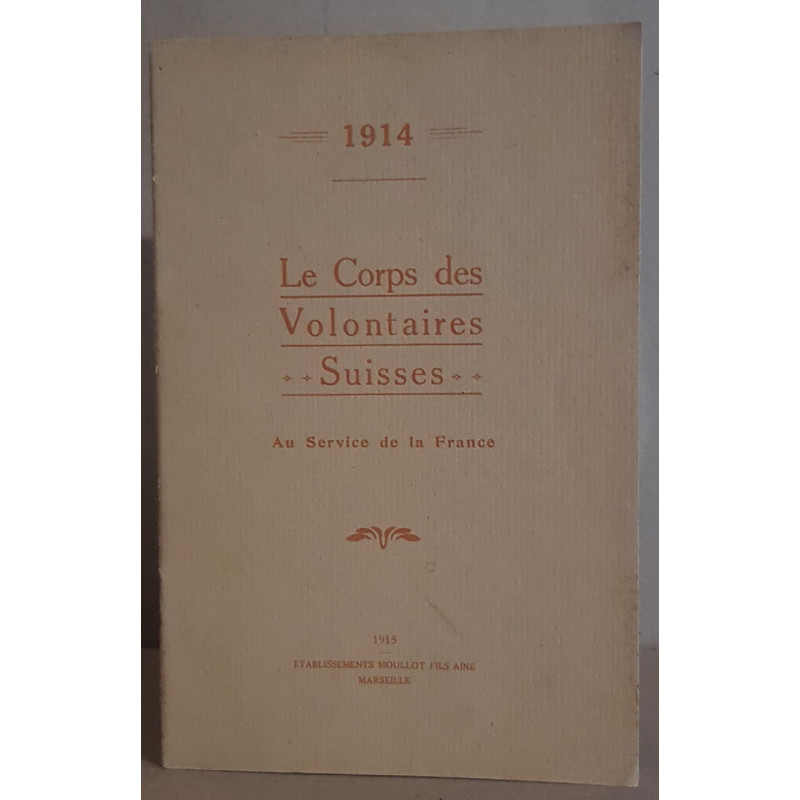 1914
Le Corps des
Volontaires
Suisses
Au Service de la France
1915
ETABLISSEMENTS MOULLOT FILS AINE
MARSEILLE